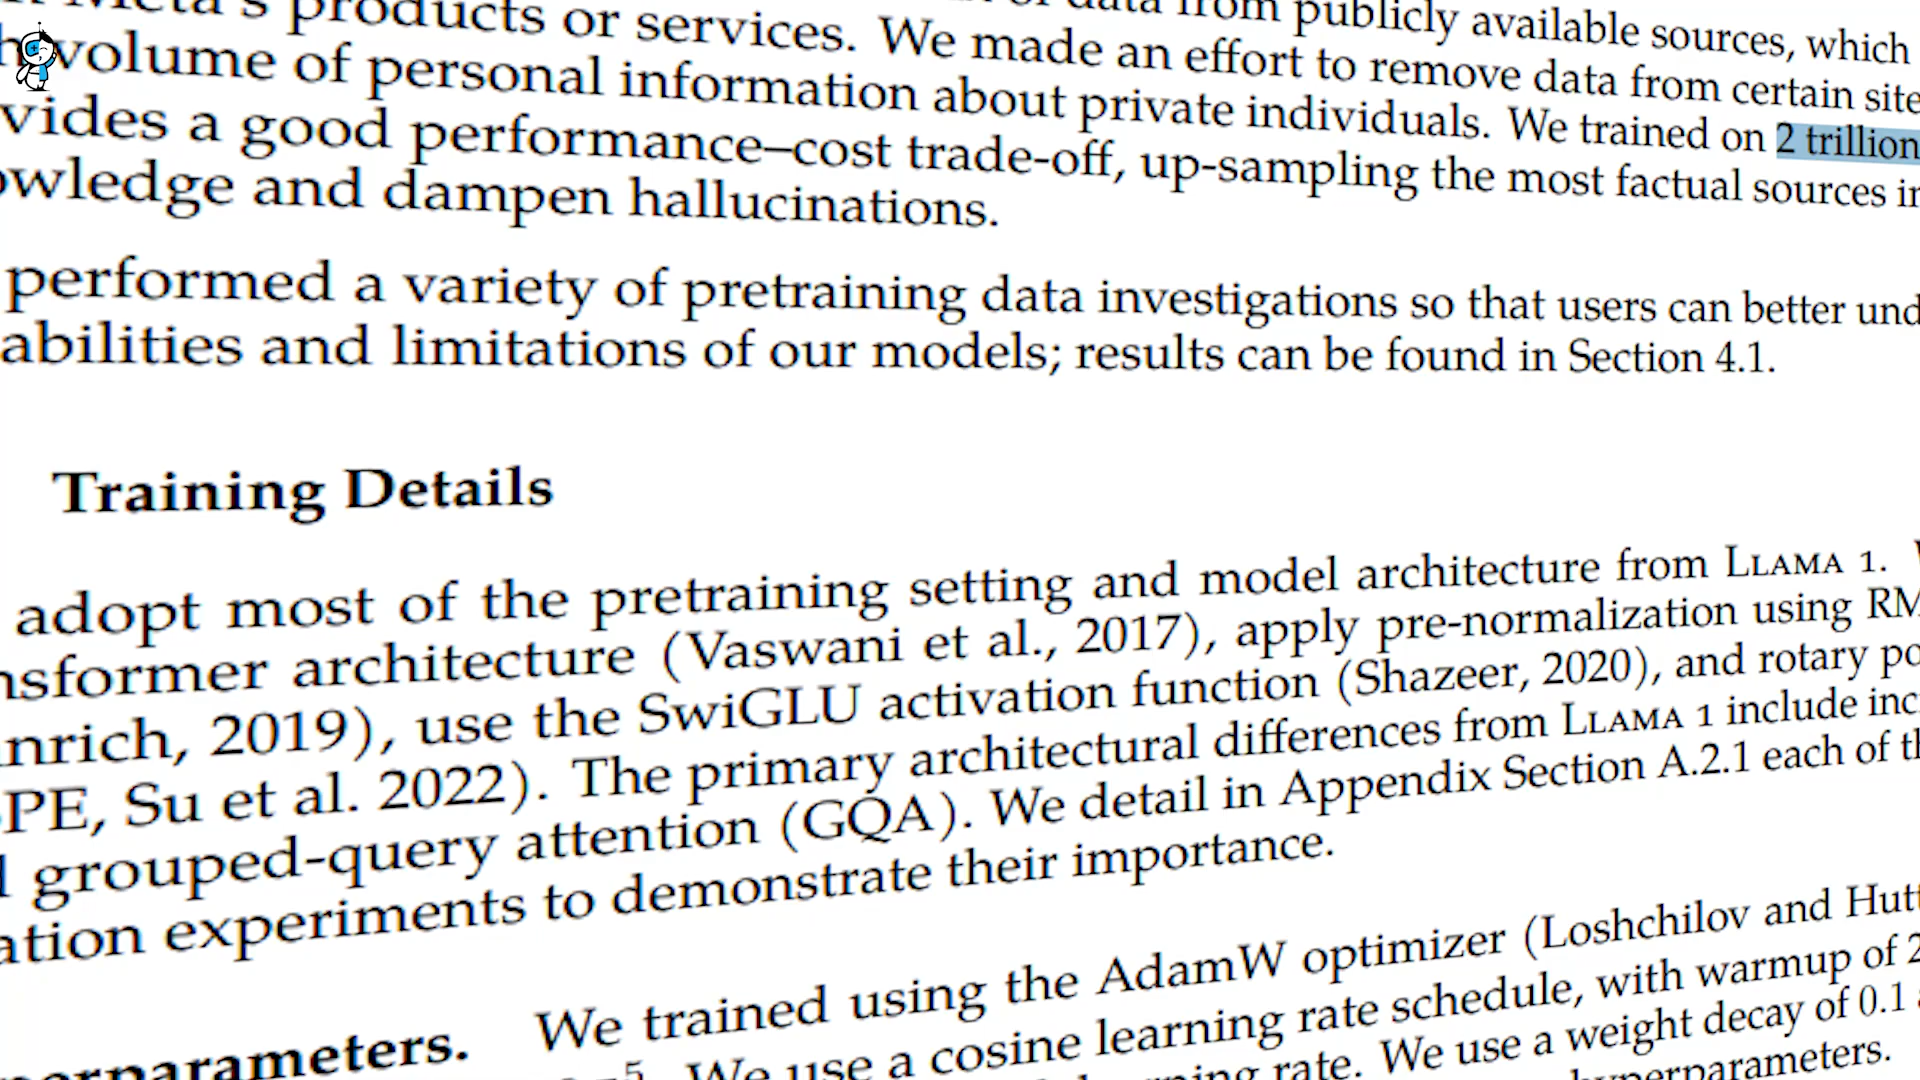 Meta's products or services. We made an effort to remove data from certain
volume of personal information about private individuals. We trained on 2 trillion
vides a good performance–cost trade-off, up-sampling the most factual sources
owledge and dampen hallucinations.
performed a variety of pretraining data investigations so that users can better und
abilities and limitations of our models; results can be found in Section 4.1.
Training Details
adopt most of the pretraining setting and model architecture from LLAMA 1.
nsformer architecture (Vaswani et al., 2017), apply pre-normalization using RM
nrich, 2019), use the SwiGLU activation function (Shazeer, 2020), and rotary po
PE, Su et al. 2022). The primary architectural differences from LLAMA 1 include inc
grouped-query attention (GQA). We detail in Appendix Section A.2.1 each of
ation experiments to demonstrate their importance.
erparameters. We trained using the AdamW optimizer (Loshchilov and Hutt
We use a cosine learning rate schedule, with warmup of 2
rning rate. We use a weight decay of 0.1
yperparameters.